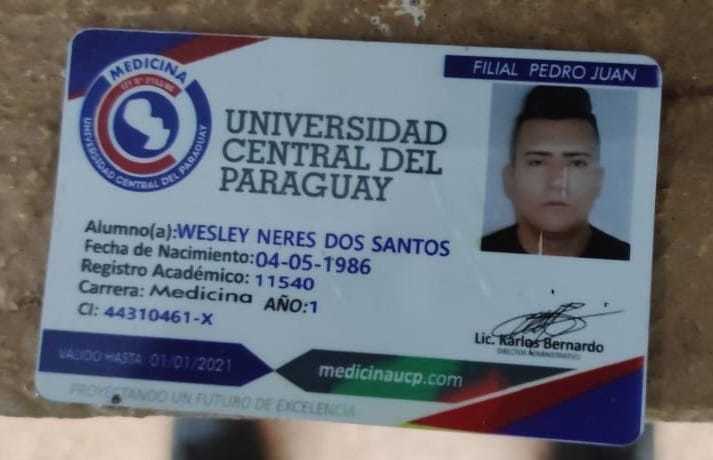 FILIAL PEDRO JUAN
MEDICINA
UNIVERSIDAD CENTRAL DEL PARAGUAY
UNIVERSIDAD
CENTRAL DEL
PARAGUAY
Alumno(a):WESLEY NERES DOS SANTOS
Fecha de Nacimiento:04-05-1986
Registro Académico: 11540
Carrera: Medicina AÑO:1
CI: 44310461-X
Lic. Karlos Bernardo
DIRECTOR ADMINISTRATIVO
VALIDO HASTA 01/01/2021
medicinaucp.com
PROYECTANDO UN FUTURO DE EXCELENCIA